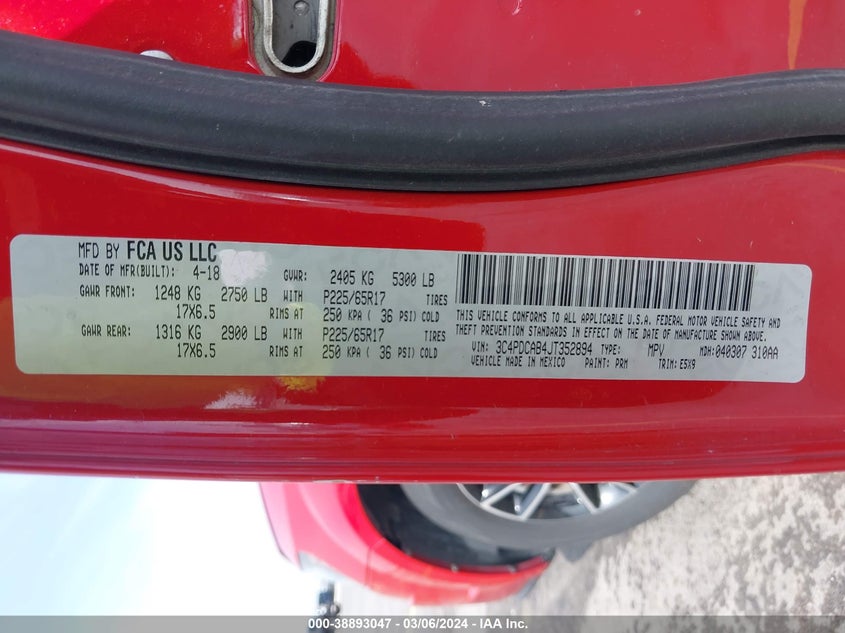 MFD BY FCA US LLC
DATE OF MFR(BUILT): 4-18 GVWR: 2405 KG 5300 LB
GAWR FRONT: 1248 KG 2750 LB WITH P225/65R17 TIRES
17X6.5 RIMS AT 250 KPA ( 36 PSI) COLD
GAWR REAR: 1316 KG 2900 LB WITH P225/65R17 TIRES
17X6.5 RIMS AT 250 KPA ( 36 PSI) COLD
THIS VEHICLE CONFORMS TO ALL APPLICABLE U.S.A. FEDERAL MOTOR VEHICLE SAFETY AND
THEFT PREVENTION STANDARDS IN EFFECT ON THE DATE OF MANUFACTURE SHOWN ABOVE.
VIN: 3C4PDCAB4JT352894 TYPE: MPV MDH: 040307 310AA
VEHICLE MADE IN MEXICO PAINT: PRM TRIM: E5X9
000-38893047 - 03/06/2024 - IAA Inc.